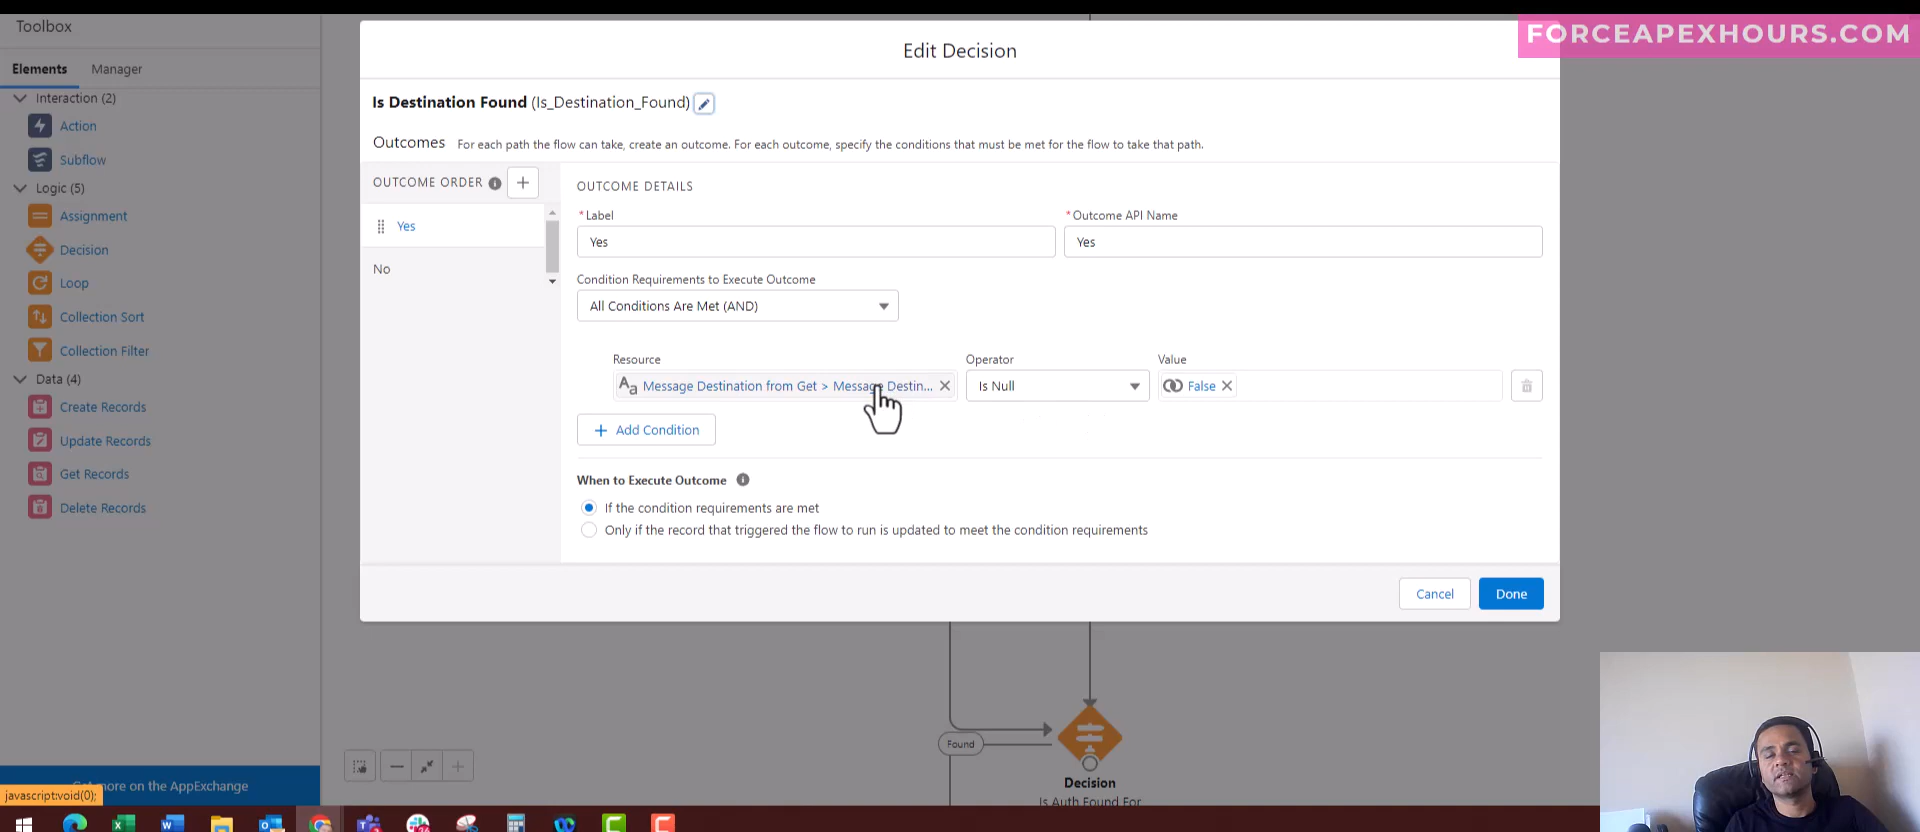 Toolbox
FORCEAPEXHOURS.COM
Edit Decision
Elements Manager
Interaction (2)
Action
Subflow
Logic (5)
Assignment
Decision
Loop
Collection Sort
Collection Filter
Data (4)
Create Records
Update Records
Get Records
Delete Records
Is Destination Found (Is_Destination_Found)
Outcomes For each path the flow can take, create an outcome. For each outcome, specify the conditions that must be met for the flow to take that path.
OUTCOME ORDER
Yes
No
OUTCOME DETAILS
*Label
*Outcome API Name
Yes
Yes
Condition Requirements to Execute Outcome
All Conditions Are Met (AND)
Resource Operator Value
Aa Message Destination from Get > Message Destin... Is Null False
+ Add Condition
When to Execute Outcome
If the condition requirements are met
Only if the record that triggered the flow to run is updated to meet the condition requirements
Cancel Done
Found
Decision
Is Auth Found For
more on the AppExchange
javascript:void(0);